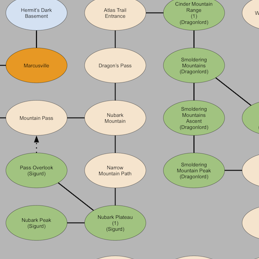 Hermit's Dark
Basement
Atlas Trail
Entrance
Cinder Mountain
Range
(1)
(Dragonlord)
W
Dragon's Pass
Smoldering
Mountains
(Dragonlord)
Mountain Pass
Nubark
Mountain
Smoldering
Mountains
Ascent
(Dragonlord)
Pass Overlook
(Sigurd)
Narrow
Mountain Path
Smoldering
Mountain Peak
(Dragonlord)
Nubark Peak
(Sigurd)
Nubark Plateau
(1)
(Sigurd)